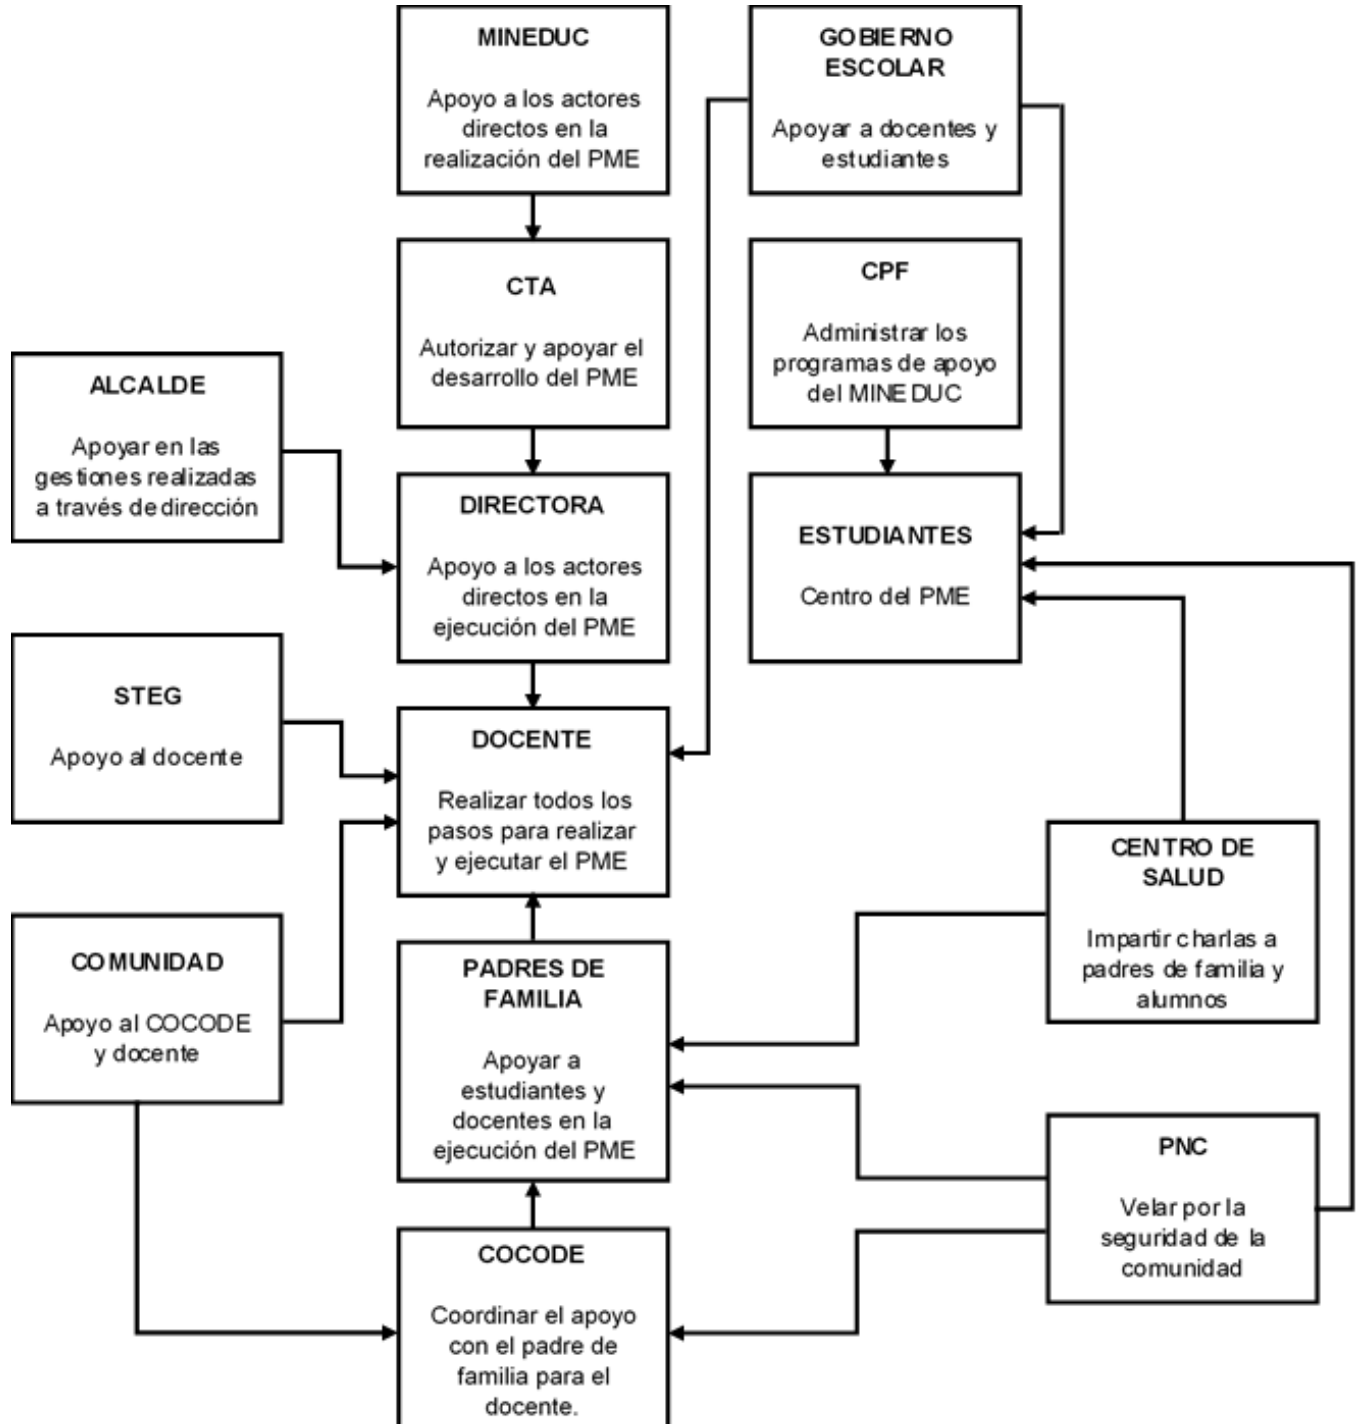 MINEDUC
Apoyo a los actores
directos en la
realización del PME
GOBIERNO
ESCOLAR
Apoyar a docentes y
estudiantes
CTA
Autorizar y apoyar el
desarrollo del PME
CPF
Administrar los
programas de apoyo
del MINEDUC
ALCALDE
Apoyar en las
gestiones realizadas
a través de dirección
DIRECTORA
Apoyo a los actores
directos en la
ejecución del PME
ESTUDIANTES
Centro del PME
STEG
Apoyo al docente
DOCENTE
Realizar todos los
pasos para realizar
y ejecutar el PME
CENTRO DE
SALUD
Impartir charlas a
padres de familia y
alumnos
COMUNIDAD
Apoyo al COCODE
y docente
PADRES DE
FAMILIA
Apoyar a
estudiantes y
docentes en la
ejecución del PME
PNC
Velar por la
seguridad de la
comunidad
COCODE
Coordinar el apoyo
con el padre de
familia para el
docente.